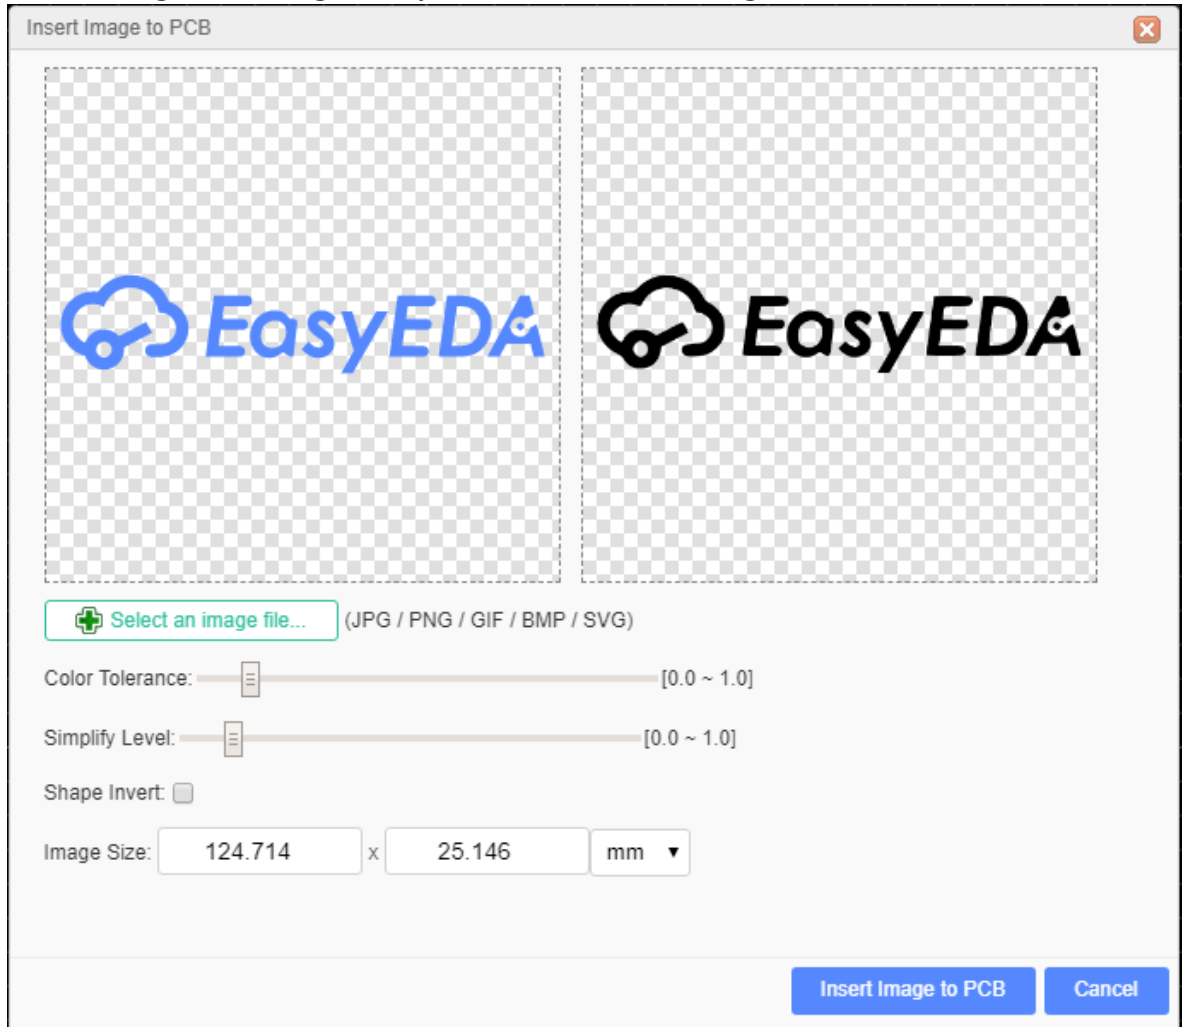 Insert Image to PCB
EasyEDA EasyEDA
Select an image file... (JPG / PNG / GIF / BMP / SVG)
Color Tolerance: [0.0 ~ 1.0]
Simplify Level: [0.0 ~ 1.0]
Shape Invert:
Image Size: 124.714 x 25.146 mm
Insert Image to PCB Cancel